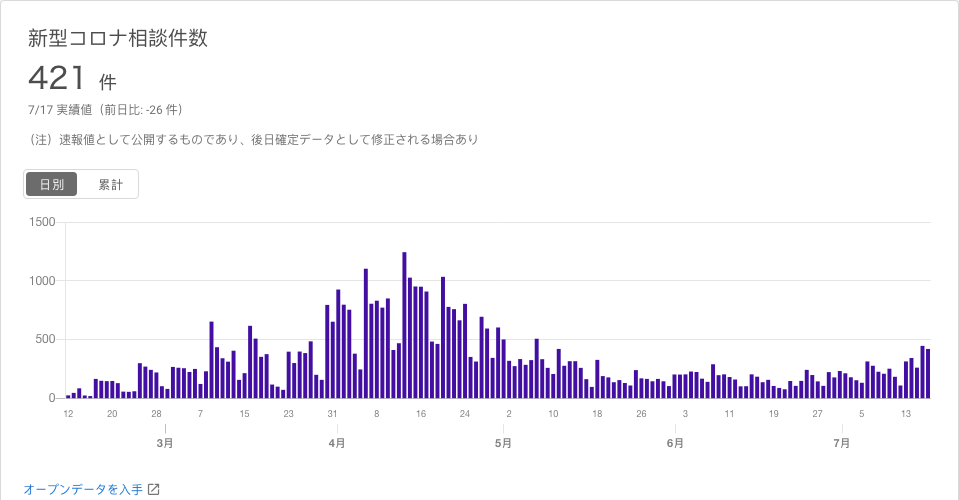 新型コロナ相談件数
421 件
7/17 実績値（前日比: -26 件）
（注）速報値として公開するものであり、後日確定データとして修正される場合あり
日別 累計
1500
1000
500
0
12 20 28 7 15 23 31 8 16 24 2 10 18 26 3 11 19 27 5 13
3月 4月 5月 6月 7月
オープンデータを入手